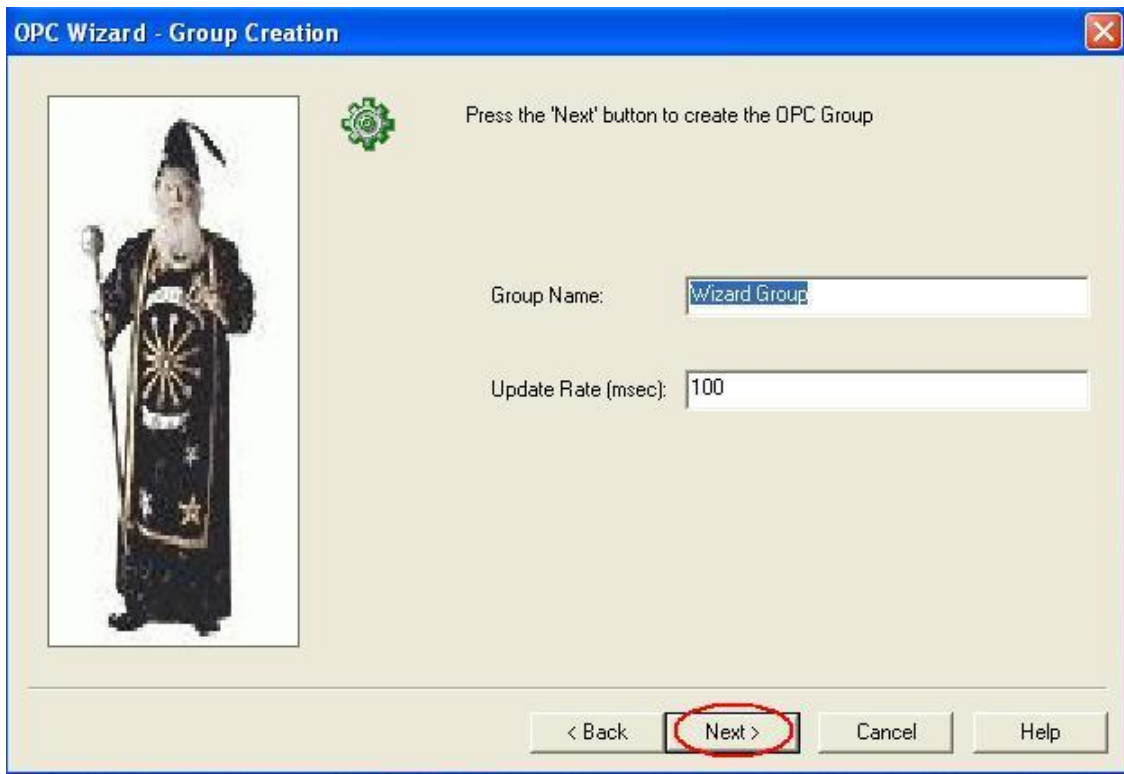 OPC Wizard - Group Creation
Press the 'Next' button to create the OPC Group
Group Name:
Wizard Group
Update Rate (msec):
100
< Back
Next >
Cancel
Help